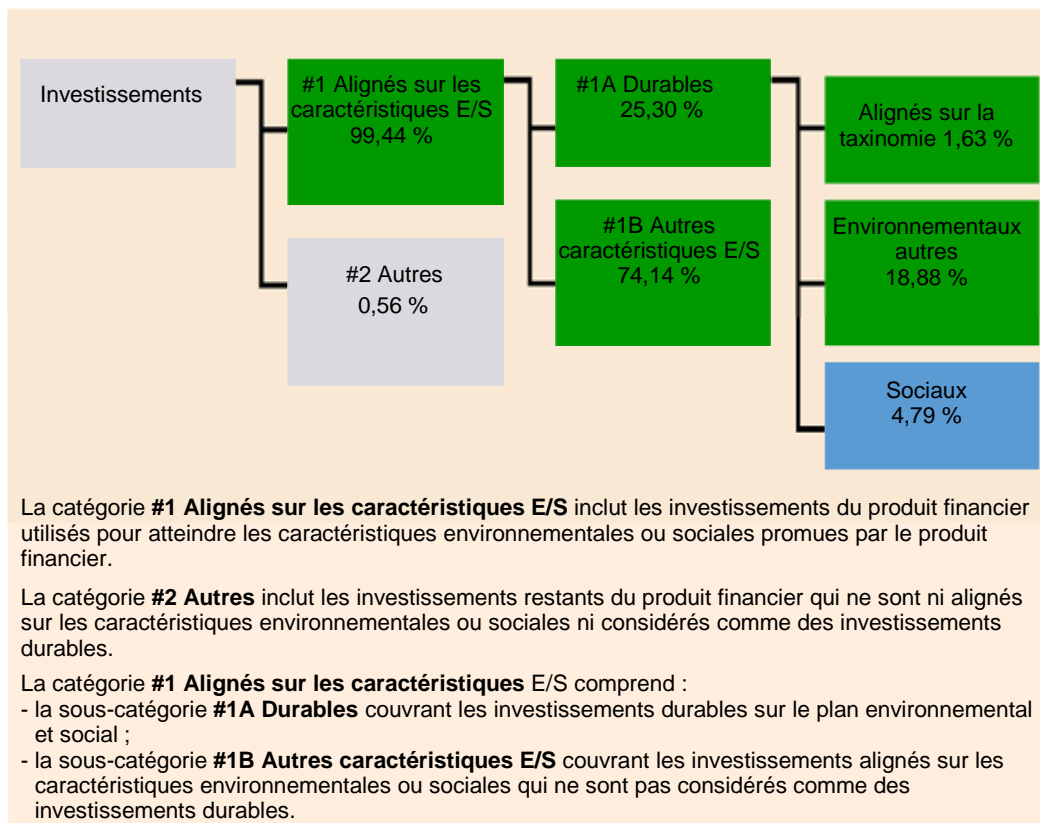 Investissements
#1 Alignés sur les
caractéristiques E/S
99,44 %
#2 Autres
0,56 %
#1A Durables
25,30 %
#1B Autres
caractéristiques E/S
74,14 %
Alignés sur la
taxinomie 1,63 %
Environnementaux
autres
18,88 %
Sociaux
4,79 %
La catégorie #1 Alignés sur les caractéristiques E/S inclut les investissements du produit financier
utilisés pour atteindre les caractéristiques environnementales ou sociales promues par le produit
financier.
La catégorie #2 Autres inclut les investissements restants du produit financier qui ne sont ni alignés
sur les caractéristiques environnementales ou sociales ni considérés comme des investissements
durables.
La catégorie #1 Alignés sur les caractéristiques E/S comprend :
- la sous-catégorie #1A Durables couvrant les investissements durables sur le plan environnemental
et social ;
- la sous-catégorie #1B Autres caractéristiques E/S couvrant les investissements alignés sur les
caractéristiques environnementales ou sociales qui ne sont pas considérés comme des
investissements durables.